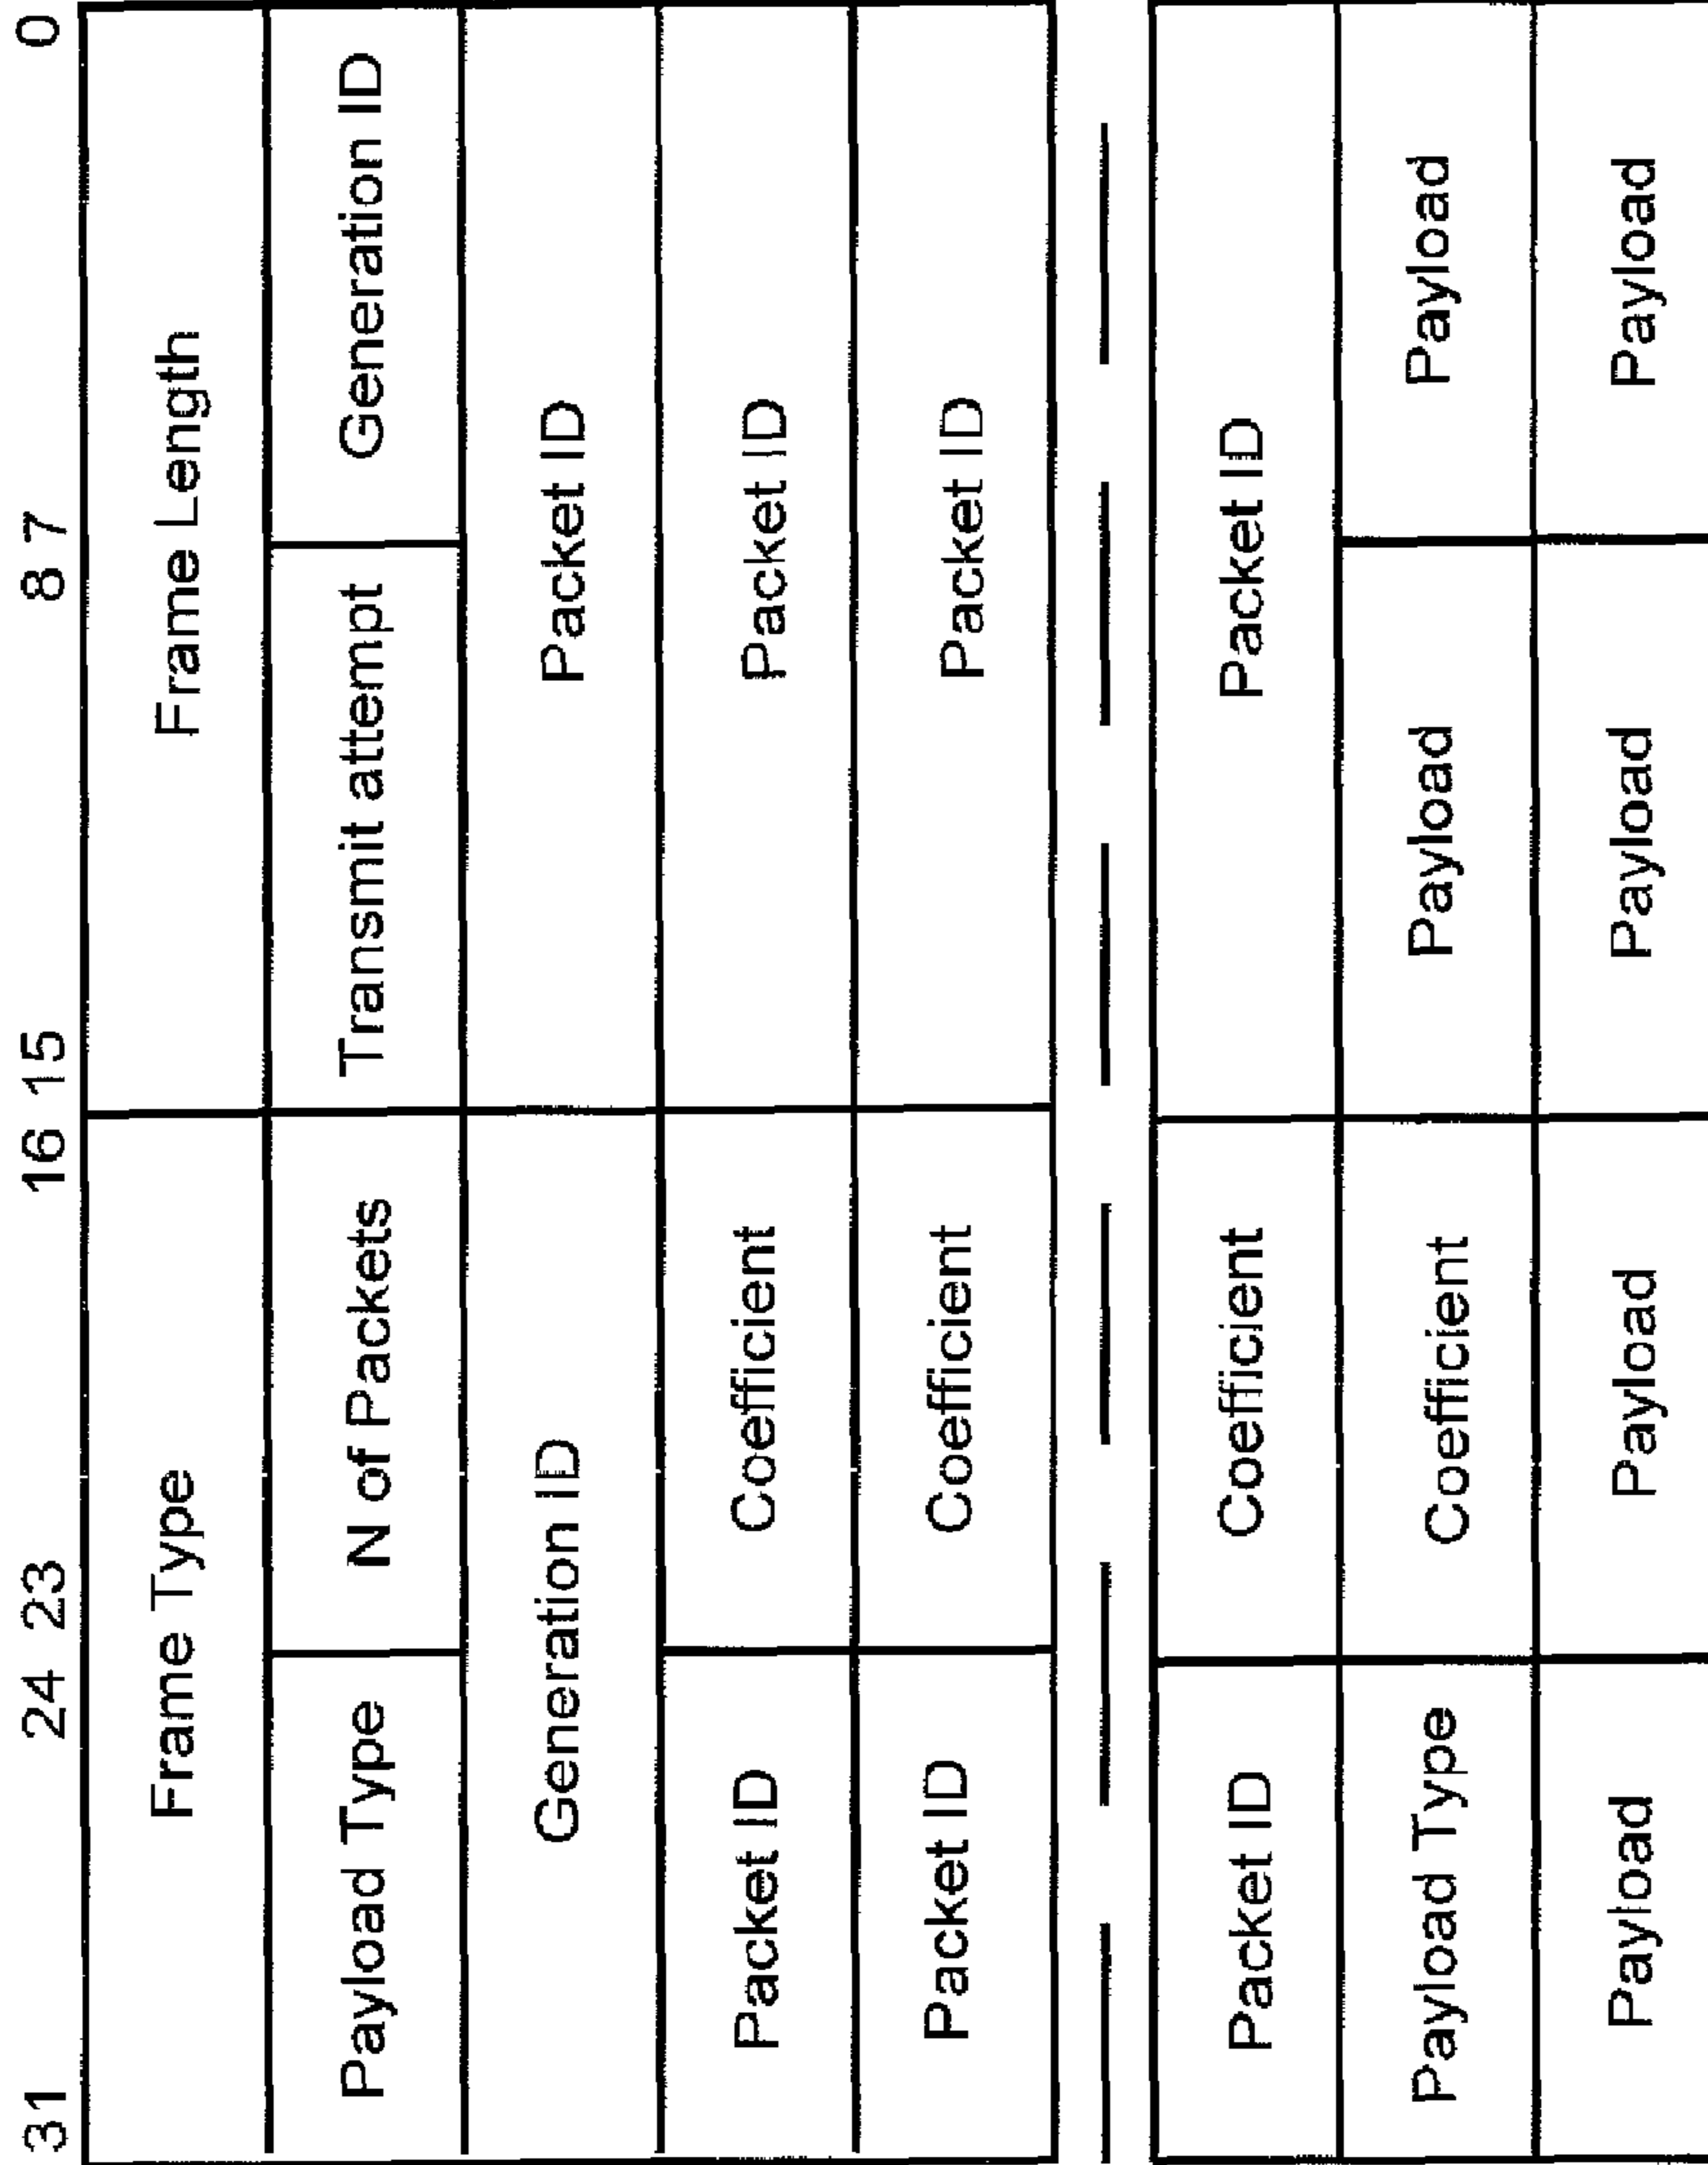 31 24 23 16 15 8 7 0
Frame Type Frame Length
Payload Type N of Packets Transmit attempt Generation ID
Generation ID Packet ID
Packet ID Coefficient Packet ID
Packet ID Coefficient Packet ID
Packet ID Coefficient Packet ID
Payload Type Coefficient Payload Payload
Payload Payload Payload Payload